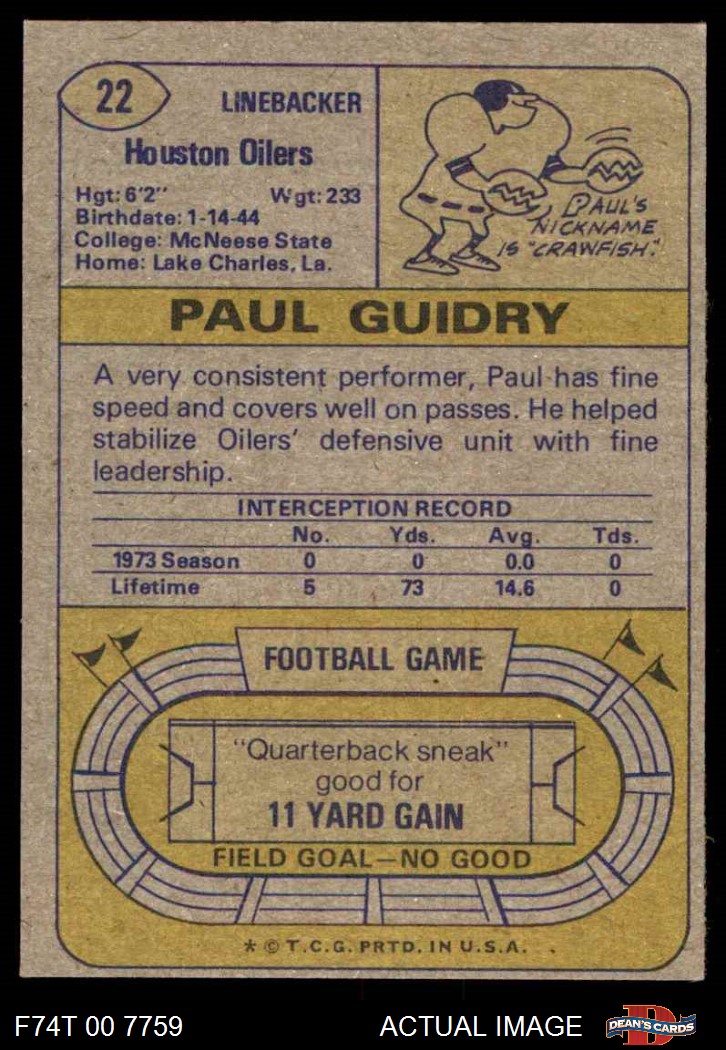 22
LINEBACKER
Houston Oilers
Hgt: 6'2" Wgt: 233
Birthdate: 1-14-44
College: McNeese State
Home: Lake Charles, La.
PAUL'S
NICKNAME
IS "CRAWFISH."
PAUL GUIDRY
A very consistent performer, Paul has fine
speed and covers well on passes. He helped
stabilize Oilers' defensive unit with fine
leadership.
INTERCEPTION RECORD
No. Yds. Avg. Tds.
1973 Season 0 0 0.0 0
Lifetime 5 73 14.6 0
FOOTBALL GAME
"Quarterback sneak"
good for
11 YARD GAIN
FIELD GOAL—NO GOOD
* © T.C.G. PRTD. IN U.S.A.
F74T 00 7759 ACTUAL IMAGE
D
DEAN'S CARDS